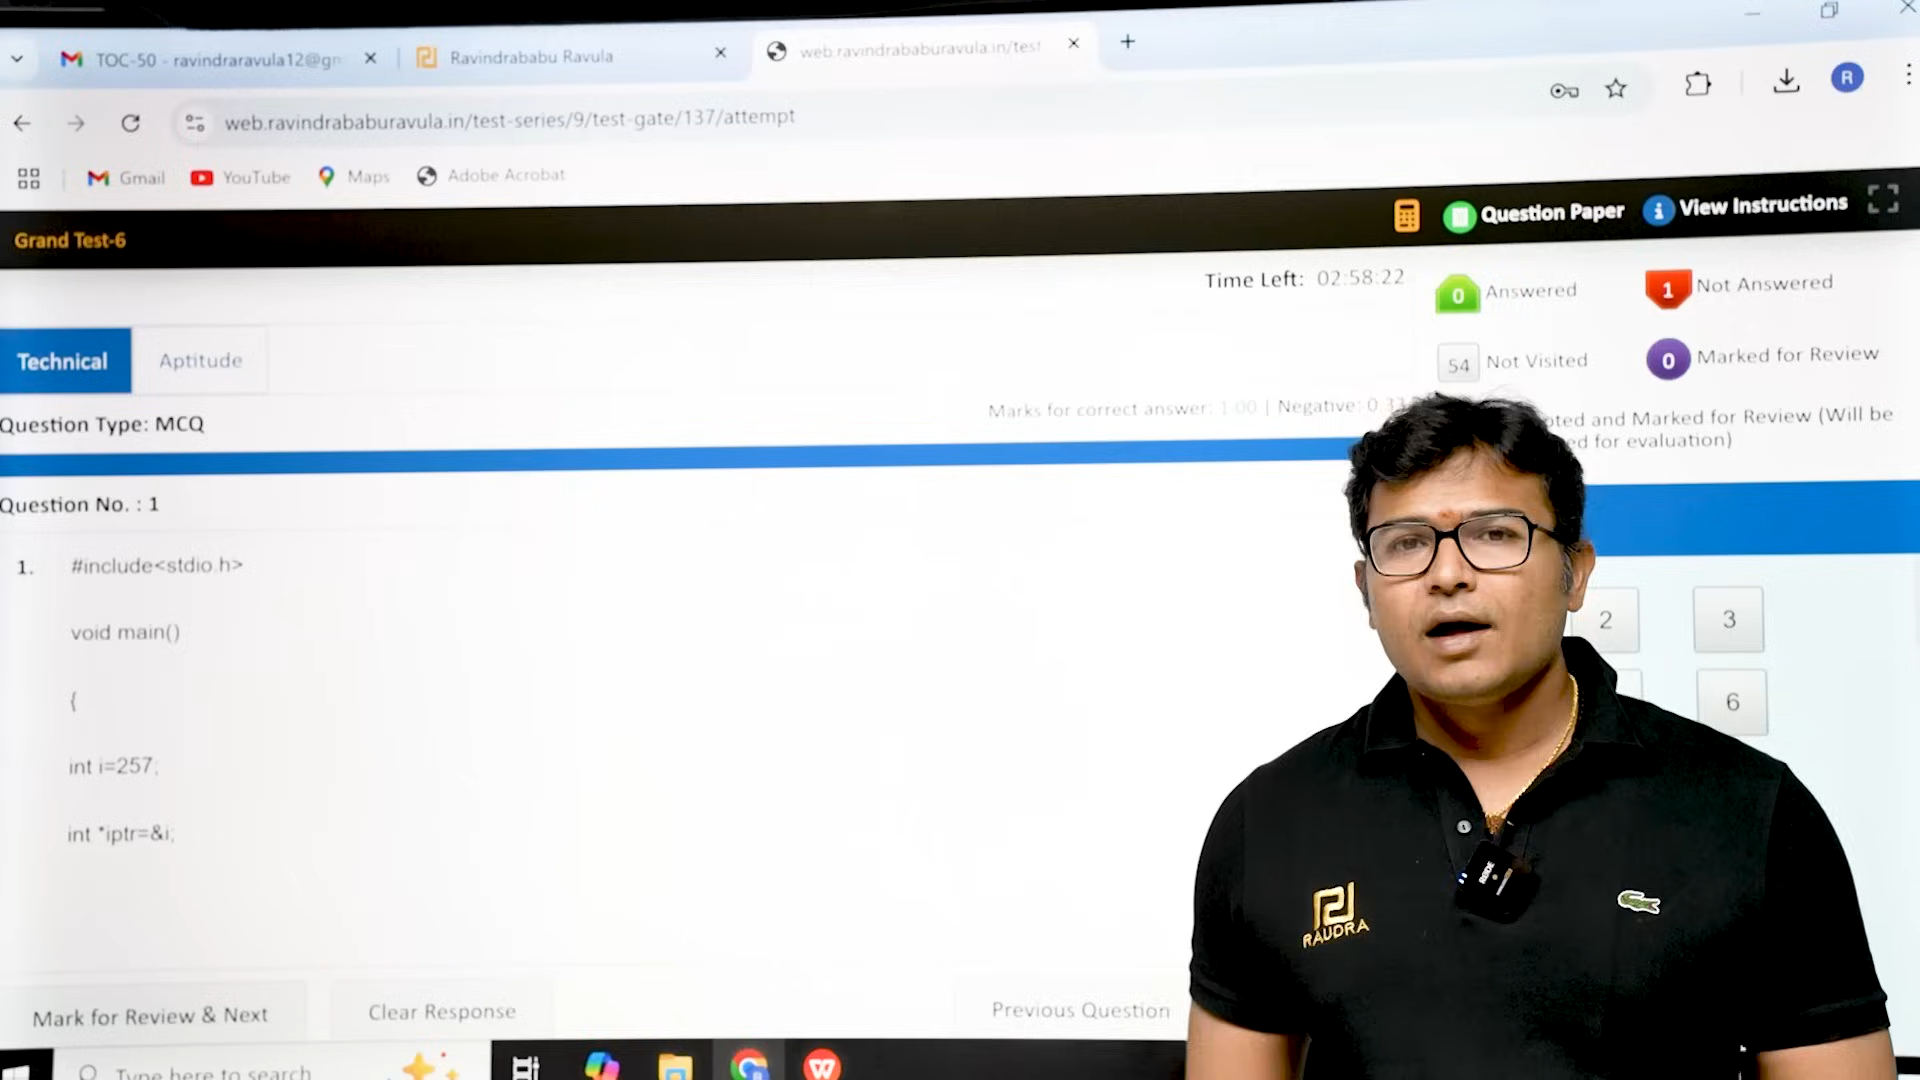 TOC-50 - ravindraravula12@gm
Ravindrababu Ravula
web.ravindrababuravula.in/test
R
web.ravindrababuravula.in/test-series/9/test-gate/137/attempt
Gmail
YouTube
Maps
Adobe Acrobat
Grand Test-6
Question Paper
View Instructions
Time Left: 02:58:22
0 Answered
1 Not Answered
54 Not Visited
0 Marked for Review
Technical
Aptitude
Question Type: MCQ
Marks for correct answer: 1.00 | Negative: 0.33
and Marked for Review (Will be
for evaluation)
Question No. : 1
1. #include<stdio.h>
void main()
{
int i=257;
int *iptr=&i;
2
3
6
RAUDRA
RØDE
Mark for Review & Next
Clear Response
Previous Question
Type here to search